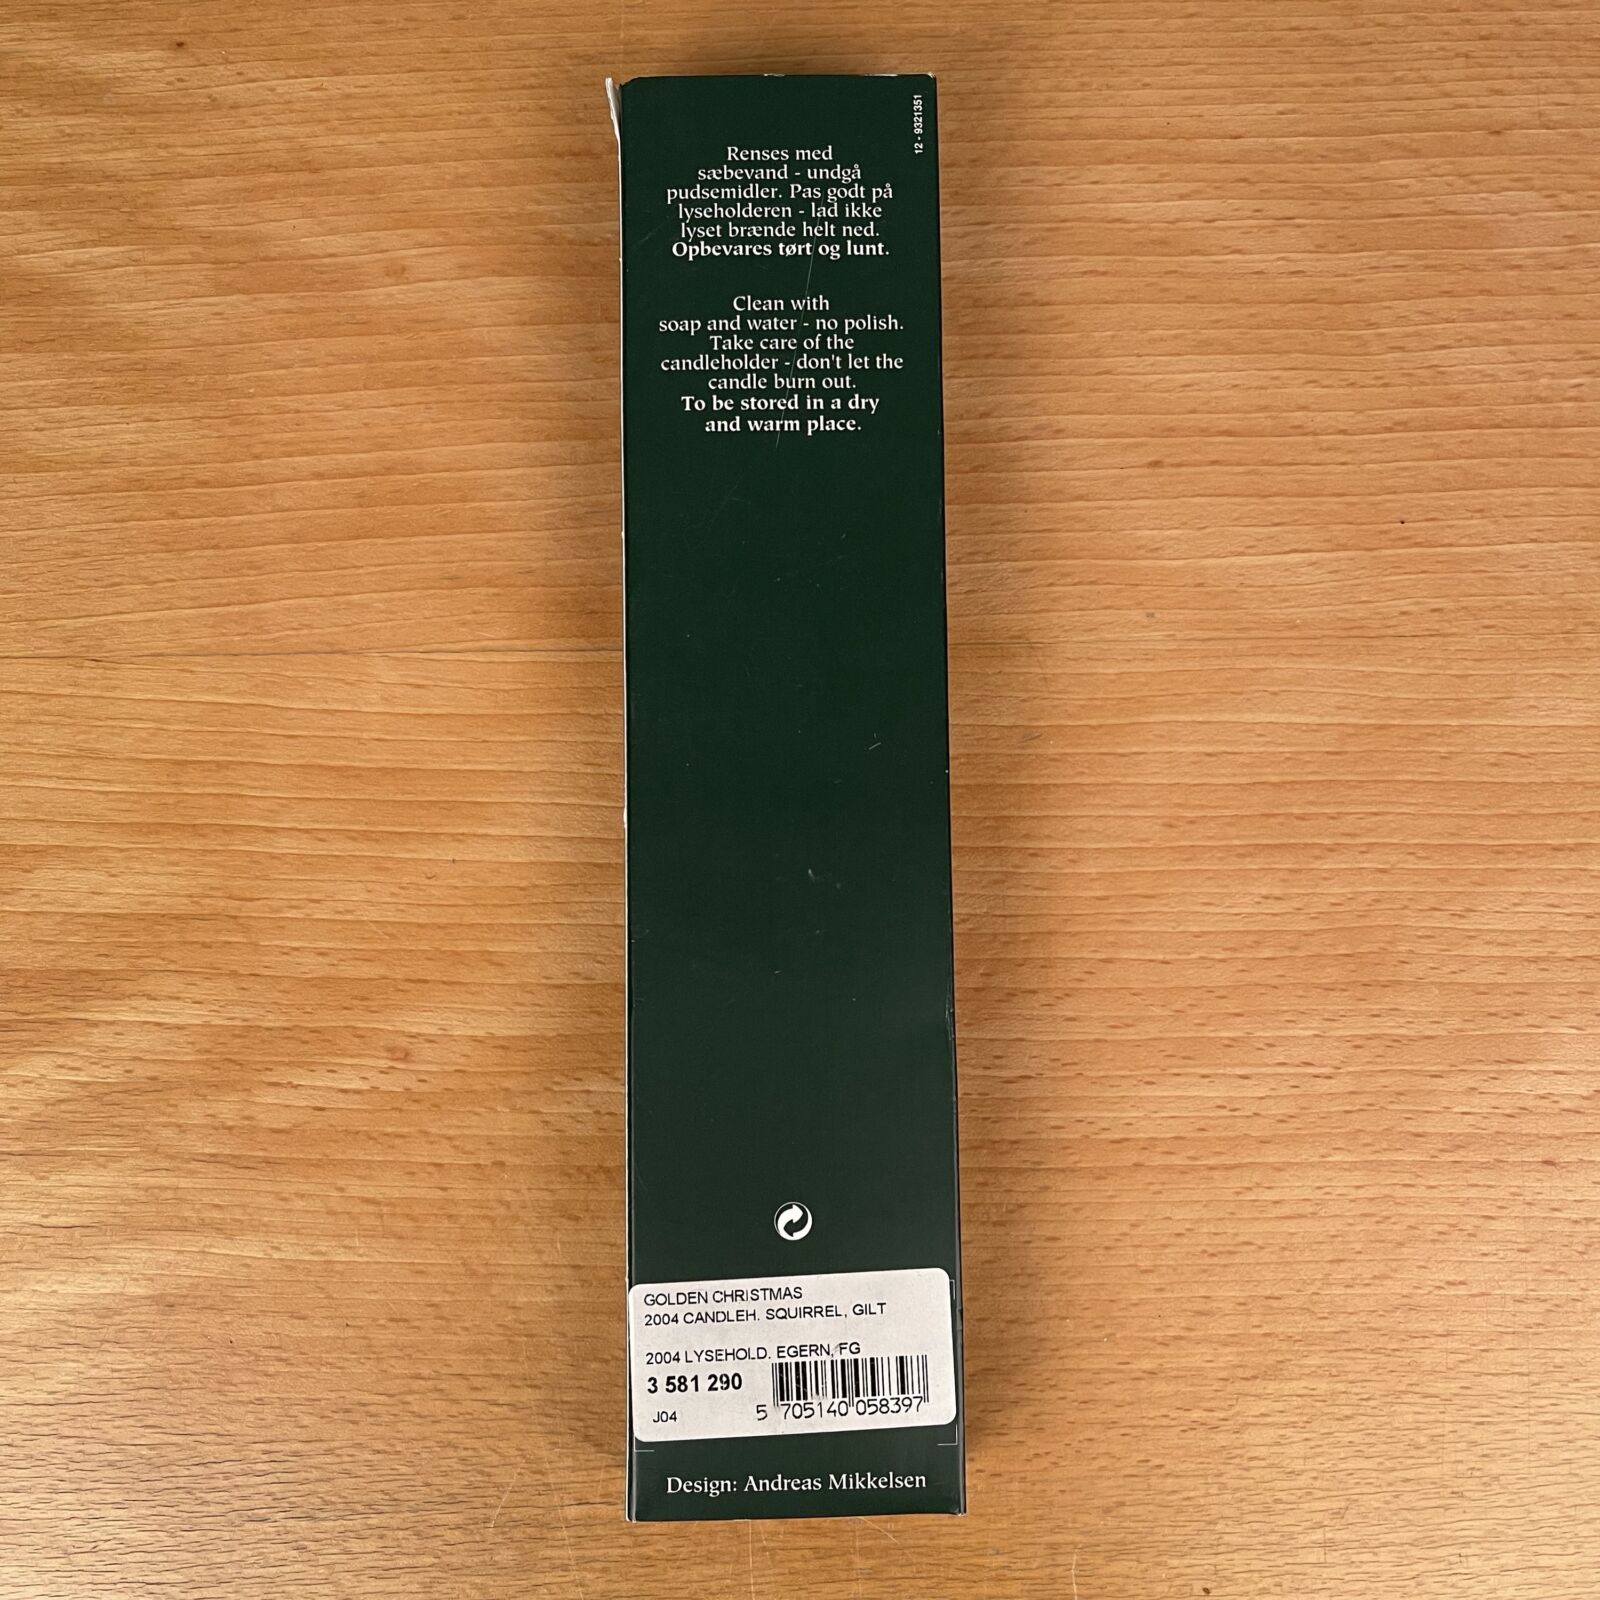 12 - 9321351
Renses med
sæbevand - undgå
pudsemidler. Pas godt på
lyseholderen - lad ikke
lyset brænde helt ned.
Opbevares tørt og lunt.
Clean with
soap and water - no polish.
Take care of the
candleholder - don't let the
candle burn out.
To be stored in a dry
and warm place.
GOLDEN CHRISTMAS
2004 CANDLEH. SQUIRREL, GILT
2004 LYSEHOLD. EGERN, FG
3 581 290
J04
5 705140 058397
Design: Andreas Mikkelsen